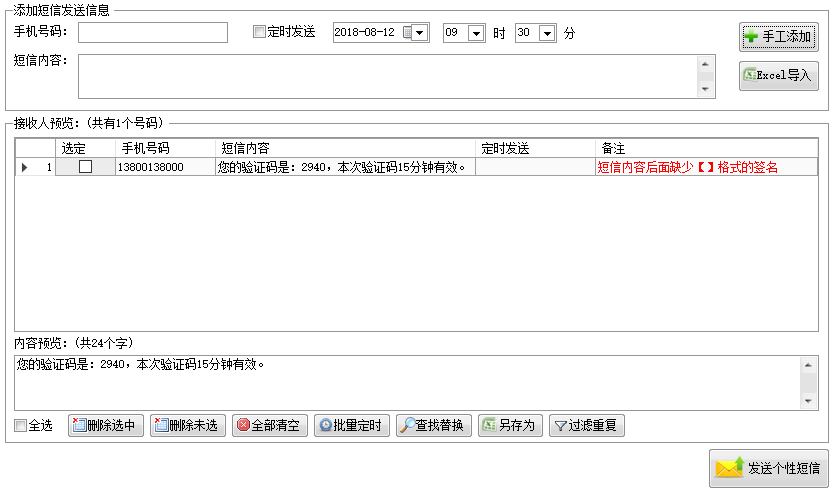 添加短信发送信息
手机号码： 定时发送 2018-08-12 09 时 30 分 手工添加
短信内容： Excel导入
接收人预览：(共有1个号码)
选定 手机号码 短信内容 定时发送 备注
1 13800138000 您的验证码是：2940，本次验证码15分钟有效。 短信内容后面缺少【】格式的签名
内容预览：(共24个字)
您的验证码是：2940，本次验证码15分钟有效。
全选 删除选中 删除未选 全部清空 批量定时 查找替换 另存为 过滤重复
发送个性短信